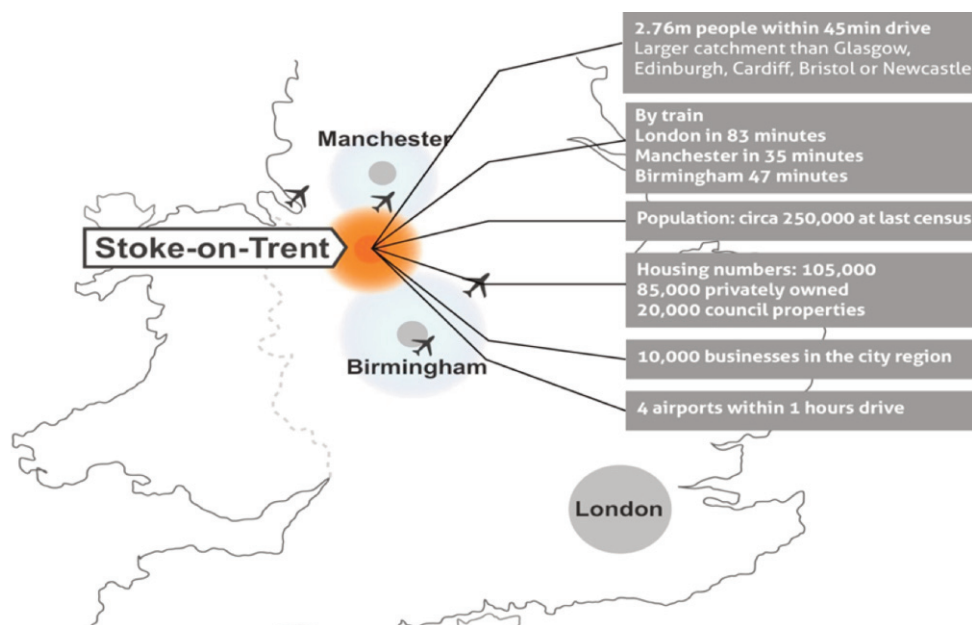 2.76m people within 45min drive
Larger catchment than Glasgow,
Edinburgh, Cardiff, Bristol or Newcastle
Manchester
By train
London in 83 minutes
Manchester in 35 minutes
Birmingham 47 minutes
Population: circa 250,000 at last census
Stoke-on-Trent
Housing numbers: 105,000
85,000 privately owned
20,000 council properties
10,000 businesses in the city region
Birmingham
4 airports within 1 hours drive
London